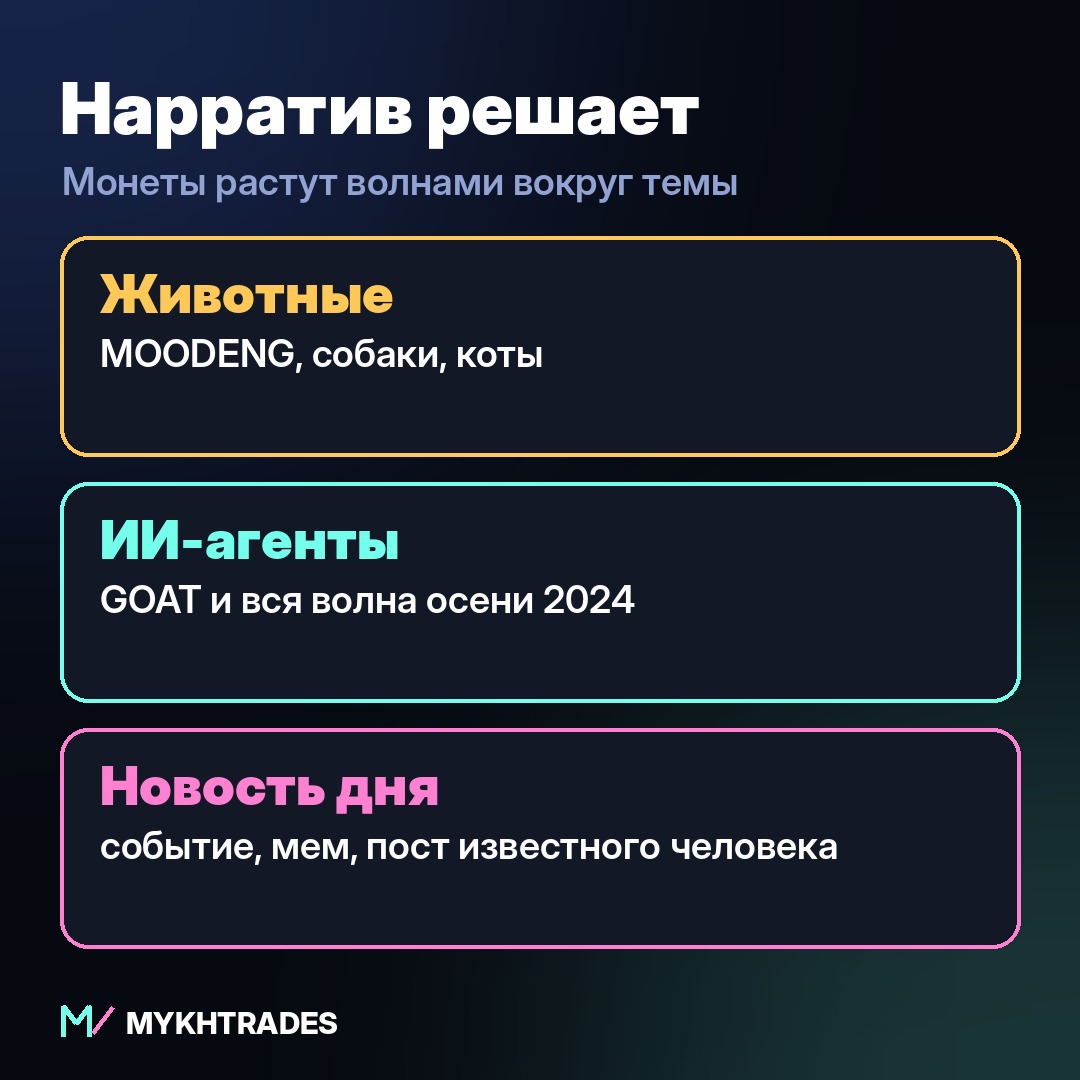 Нарратив решает
Монеты растут волнами вокруг темы
Животные
MOODENG, собаки, коты
ИИ-агенты
GOAT и вся волна осени 2024
Новость дня
событие, мем, пост известного человека
M/ MYKHTRADES